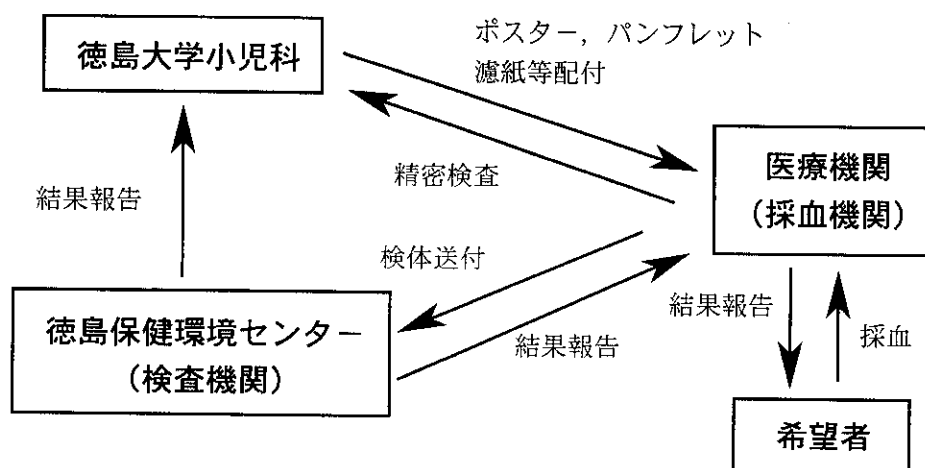 徳島大学小児科
ポスター，パンフレット
濾紙等配付
医療機関
（採血機関）
精密検査
結果報告
検体送付
徳島保健環境センター
（検査機関）
結果報告
結果報告
採血
希望者